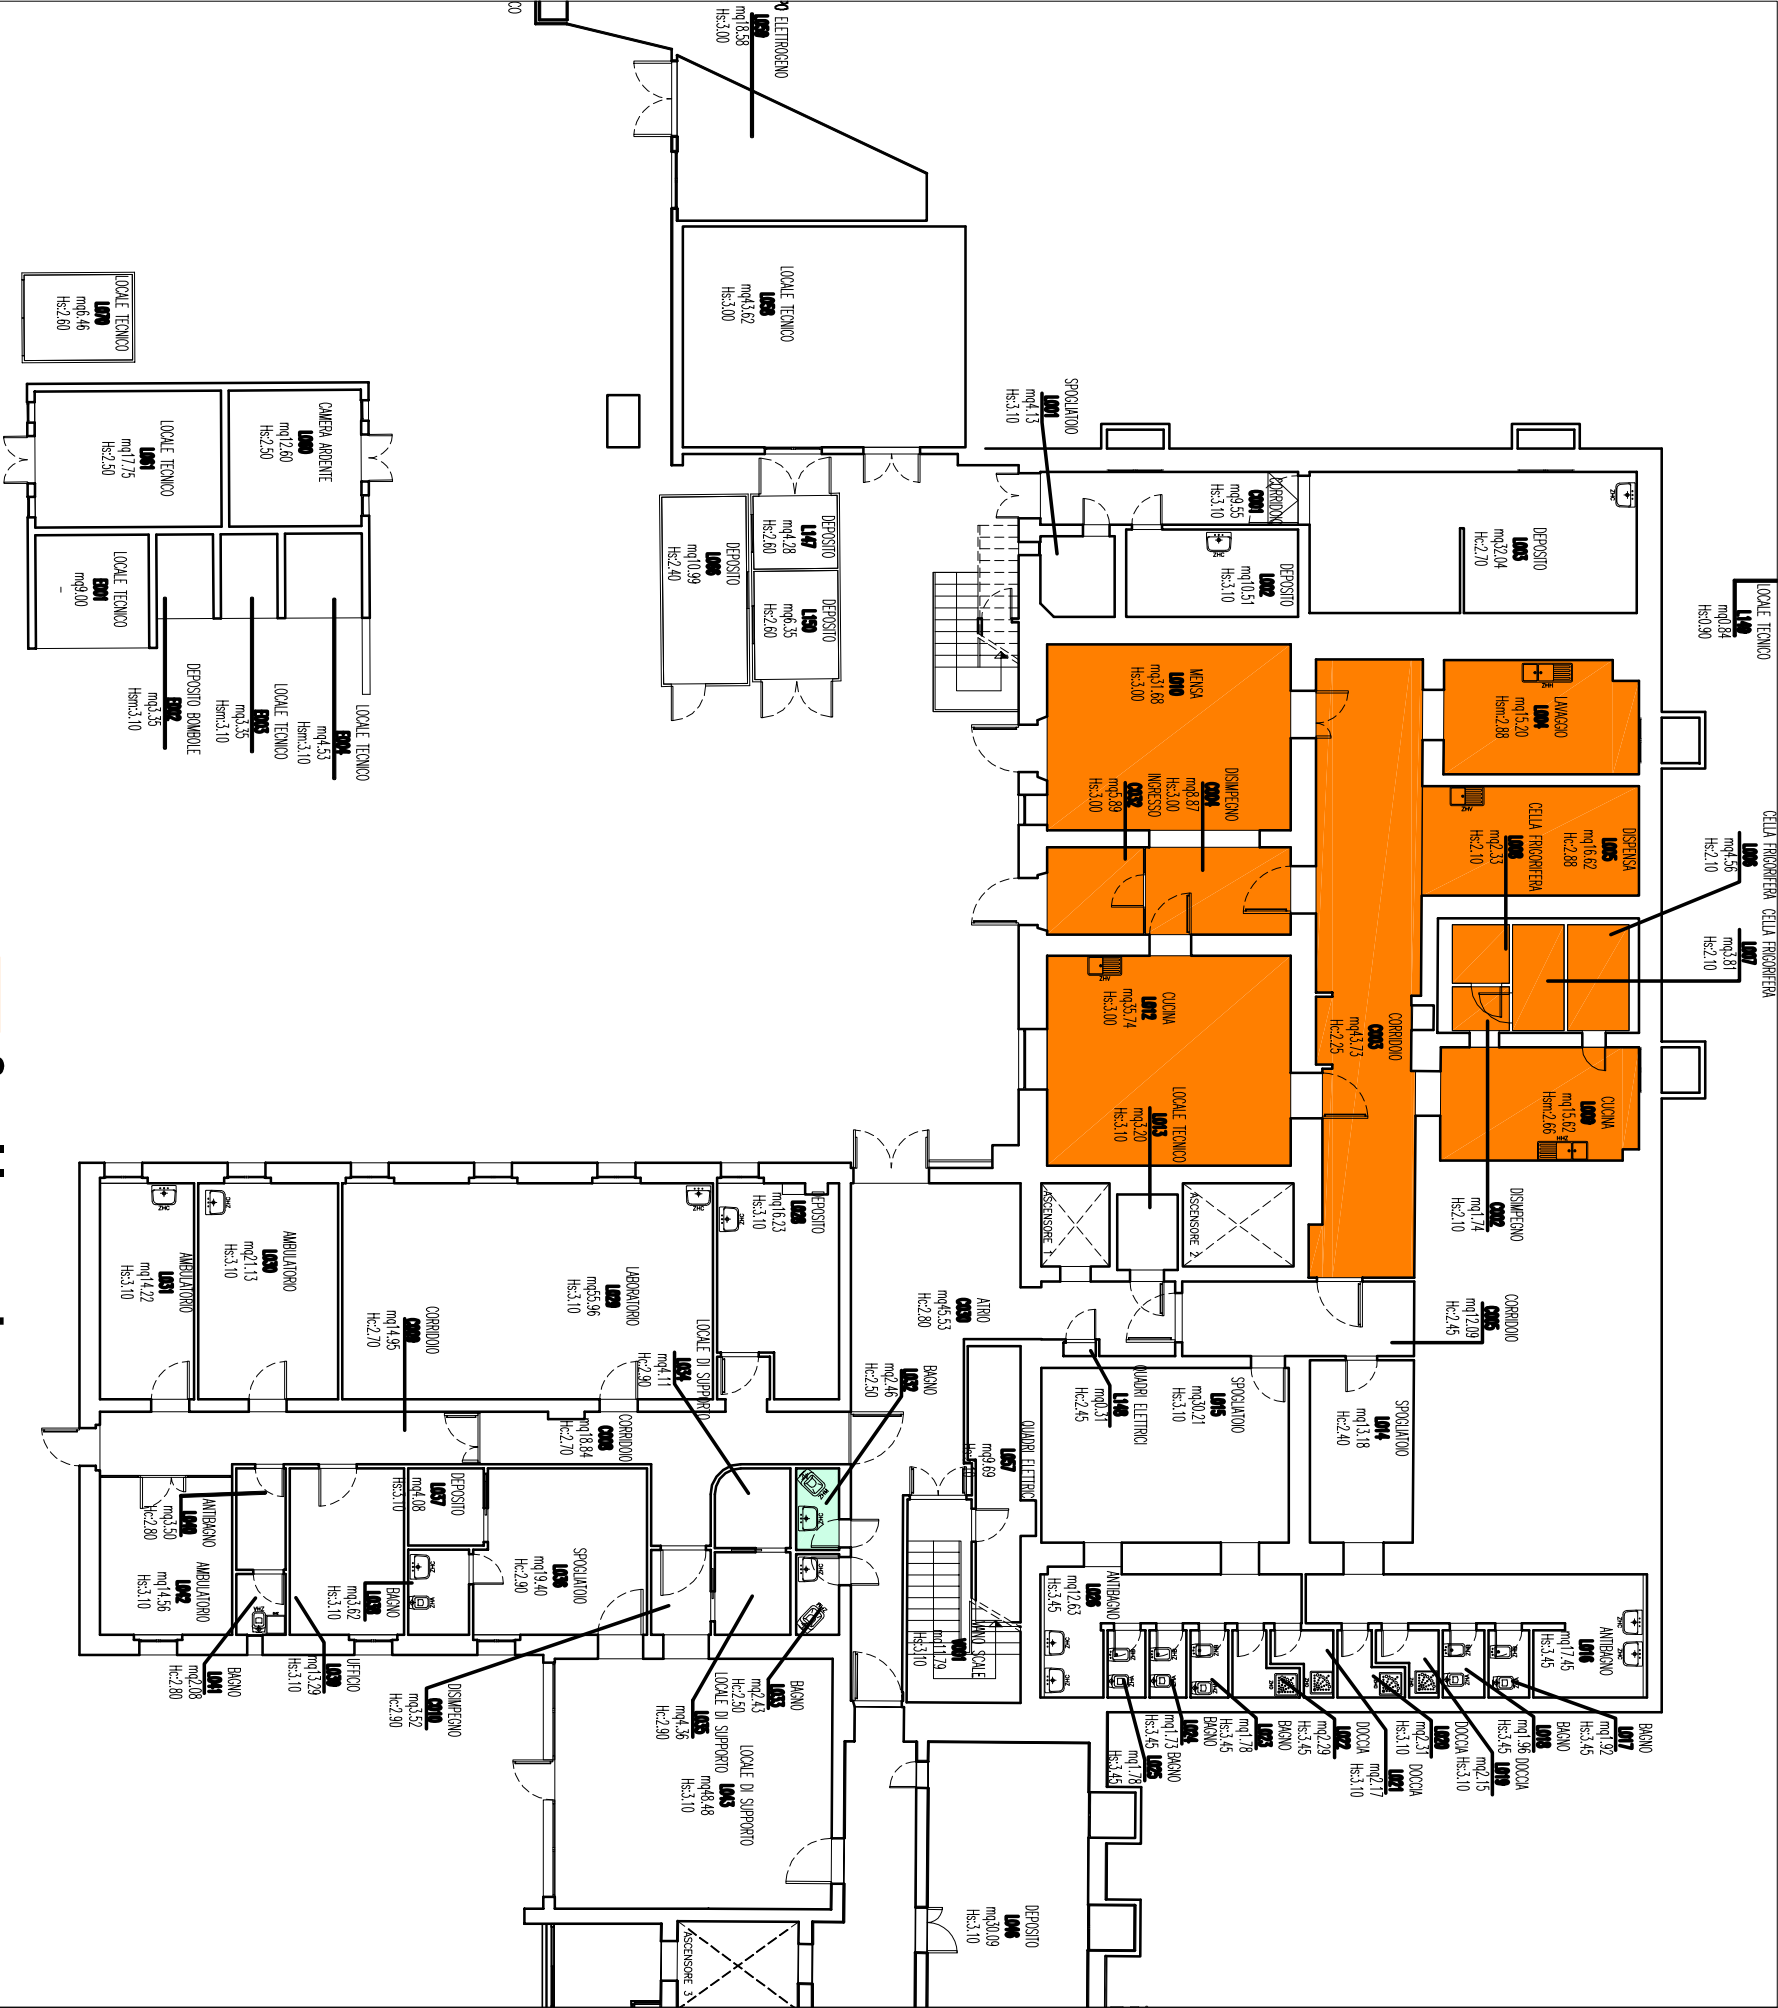 GRUPPO ELETTROGENO
L059
mq18.58
Hs:3.00
LOCALE TECNICO
L058
mq43.62
Hs:3.00
LOCALE TECNICO
L070
mq6.46
Hs:2.60
CAMERA ARDENTE
L060
mq12.60
Hs:2.50
LOCALE TECNICO
L061
mq17.75
Hs:2.50
LOCALE TECNICO
E001
mq9.00
DEPOSITO BOMBOLE
E002
mq3.35
Hsm:3.10
LOCALE TECNICO
E003
mq3.35
Hsm:3.10
LOCALE TECNICO
E004
mq4.53
Hsm:3.10
DEPOSITO
L147
mq4.28
Hs:2.60
DEPOSITO
L150
mq6.35
Hs:2.60
DEPOSITO
L066
mq10.99
Hs:2.40
SPOGLIATOIO
L001
mq4.13
Hs:3.10
CORRIDOIO
C001
mq9.55
Hs:3.10
DEPOSITO
L002
mq10.51
Hs:3.10
DEPOSITO
L003
mq32.04
Hc:2.70
LOCALE TECNICO
L149
mq0.84
Hs:0.90
LAVAGGIO
L004
mq15.20
Hsm:2.88
DISPENSA
L005
mq16.62
Hc:2.88
CELLA FRIGORIFERA
L006
mq4.56
Hs:2.10
CELLA FRIGORIFERA
L007
mq3.81
Hs:2.10
CELLA FRIGORIFERA
L008
mq2.33
Hs:2.10
CUCINA
L009
mq15.62
Hsm:2.66
DISIMPEGNO
C002
mq1.74
Hs:2.10
MENSA
L010
mq31.68
Hs:3.00
DISIMPEGNO
C004
mq8.87
Hs:3.00
INGRESSO
C032
mq5.89
Hs:3.00
CUCINA
L012
mq35.74
Hs:3.00
CORRIDOIO
C003
mq43.73
Hc:2.25
LOCALE TECNICO
L013
mq3.20
Hs:3.10
ASCENSORE 1
ASCENSORE 2
CORRIDOIO
C005
mq12.09
Hc:2.45
ATRIO
C030
mq45.53
Hc:2.80
SPOGLIATOIO
L014
mq13.18
Hc:2.40
SPOGLIATOIO
L015
mq30.21
Hs:3.10
QUADRI ELETTRICI
L148
mq0.31
Hc:2.45
QUADRI ELETTRICI
L057
mq9.69
VANO SCALE
V001
mq11.79
Hs:3.10
ANTIBAGNO
L016
mq17.45
Hs:3.45
BAGNO
L017
mq1.92
Hs:3.45
BAGNO
L018
mq1.96
Hs:3.45
DOCCIA
L019
mq2.15
Hs:3.10
DOCCIA
L020
mq2.31
Hs:3.10
DOCCIA
L021
mq2.17
Hs:3.10
DOCCIA
L022
mq2.29
Hs:3.45
BAGNO
L023
mq1.78
Hs:3.45
BAGNO
L024
mq1.73
Hs:3.45
BAGNO
L025
mq1.78
Hs:3.45
ANTIBAGNO
L026
mq12.63
Hs:3.45
DEPOSITO
L028
mq16.23
Hs:3.10
LABORATORIO
L029
mq55.96
Hs:3.10
AMBULATORIO
L030
mq21.13
Hs:3.10
AMBULATORIO
L031
mq14.22
Hs:3.10
CORRIDOIO
C009
mq14.95
Hc:2.70
CORRIDOIO
C008
mq18.84
Hc:2.70
LOCALE DI SUPPORTO
L034
mq4.11
Hc:2.90
BAGNO
L032
mq2.46
Hc:2.50
BAGNO
L033
mq2.43
Hc:2.50
LOCALE DI SUPPORTO
L035
mq4.36
Hc:2.90
SPOGLIATOIO
L036
mq19.40
Hc:2.90
DEPOSITO
L037
mq4.08
Hs:3.10
BAGNO
L038
mq3.62
Hs:3.10
UFFICIO
L039
mq13.29
Hs:3.10
ANTIBAGNO
L040
mq3.50
Hc:2.80
BAGNO
L041
mq2.08
Hc:2.80
AMBULATORIO
L042
mq14.56
Hs:3.10
DISIMPEGNO
C010
mq3.52
Hc:2.90
LOCALE DI SUPPORTO
L043
mq48.48
Hs:3.10
DEPOSITO
L046
mq30.09
Hs:3.10
ASCENSORE 3